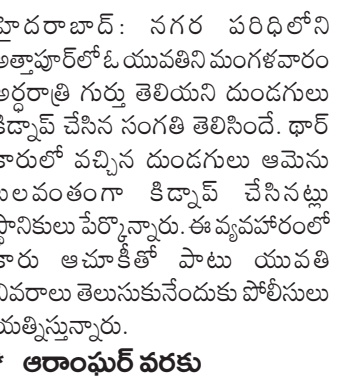 హైదరాబాద్: నగర పరిధిలోని
అత్తాపూర్‌లో ఓ యువతిని మంగళవారం
అర్ధరాత్రి గుర్తు తెలియని దుండగులు
కిడ్నాప్ చేసిన సంగతి తెలిసిందే. థార్
కారులో వచ్చిన దుండగులు ఆమెను
బలవంతంగా కిడ్నాప్ చేసినట్లు
స్థానికులు పేర్కొన్నారు. ఈ వ్యవహారంలో
కారు ఆచూకీతో పాటు యువతి
వివరాలు తెలుసుకునేందుకు పోలీసులు
యత్నిస్తున్నారు.
* ఆరాంఘర్ వరకు